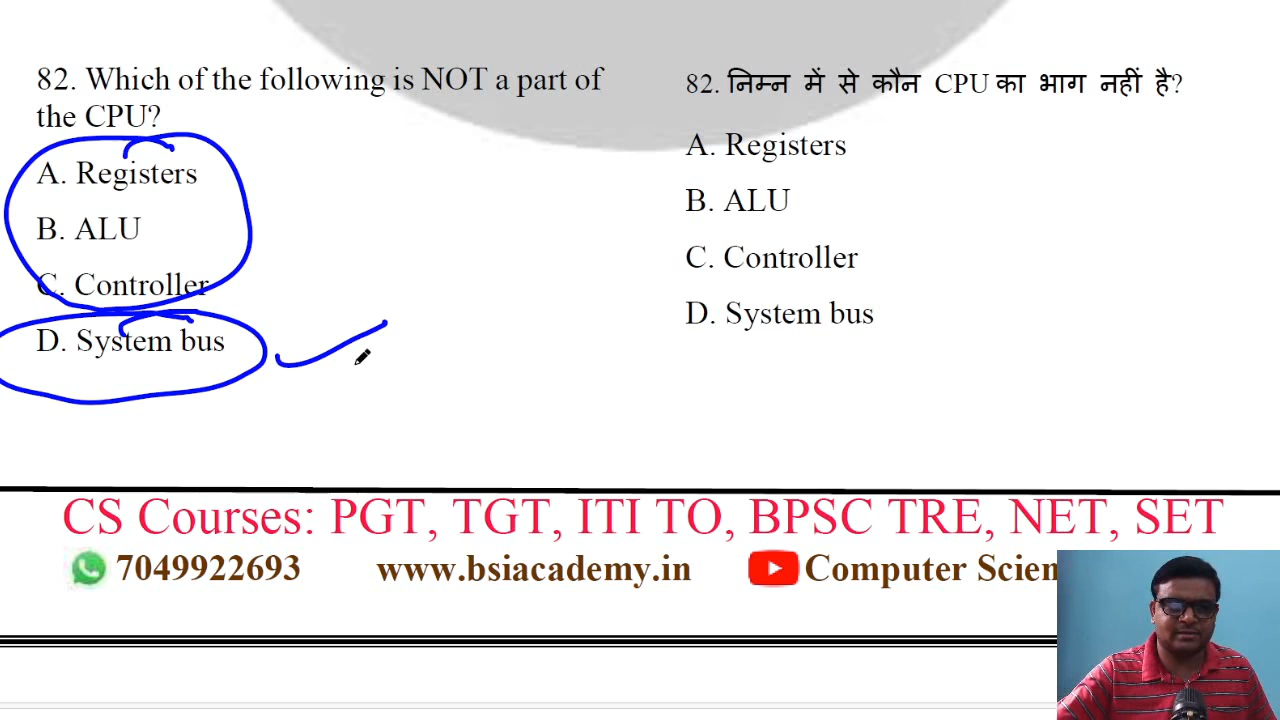 82. Which of the following is NOT a part of
the CPU?
A. Registers
B. ALU
C. Controller
D. System bus
82. निम्न में से कौन CPU का भाग नहीं है?
A. Registers
B. ALU
C. Controller
D. System bus
CS Courses: PGT, TGT, ITI TO, BPSC TRE, NET, SET
7049922693 www.bsiacademy.in Computer Scien